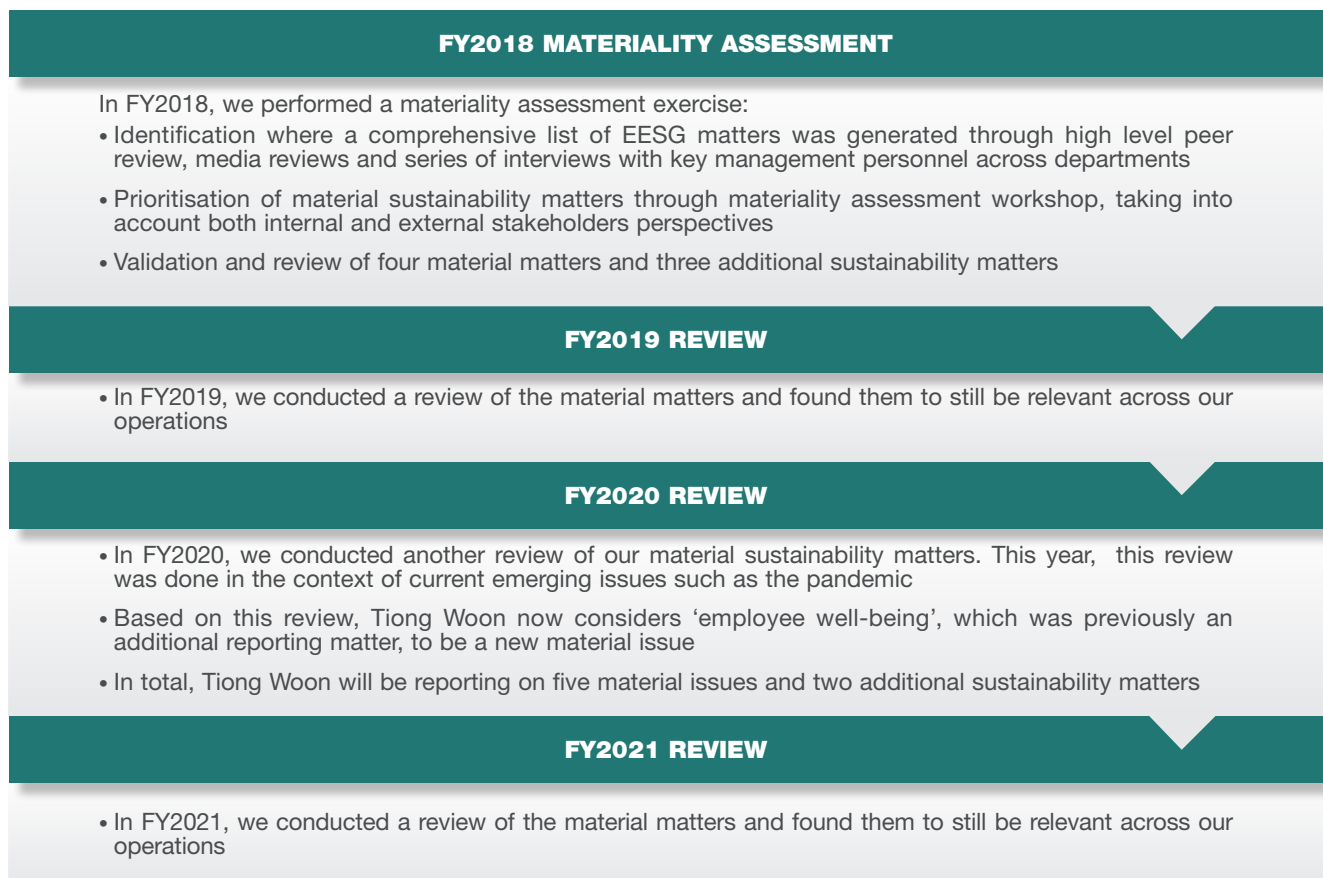 FY2018 MATERIALITY ASSESSMENT
In FY2018, we performed a materiality assessment exercise:
• Identification where a comprehensive list of EESG matters was generated through high level peer
review, media reviews and series of interviews with key management personnel across departments
• Prioritisation of material sustainability matters through materiality assessment workshop, taking into
account both internal and external stakeholders perspectives
• Validation and review of four material matters and three additional sustainability matters
FY2019 REVIEW
• In FY2019, we conducted a review of the material matters and found them to still be relevant across our
operations
FY2020 REVIEW
• In FY2020, we conducted another review of our material sustainability matters. This year, this review
was done in the context of current emerging issues such as the pandemic
• Based on this review, Tiong Woon now considers ‘employee well-being’, which was previously an
additional reporting matter, to be a new material issue
• In total, Tiong Woon will be reporting on five material issues and two additional sustainability matters
FY2021 REVIEW
• In FY2021, we conducted a review of the material matters and found them to still be relevant across our
operations